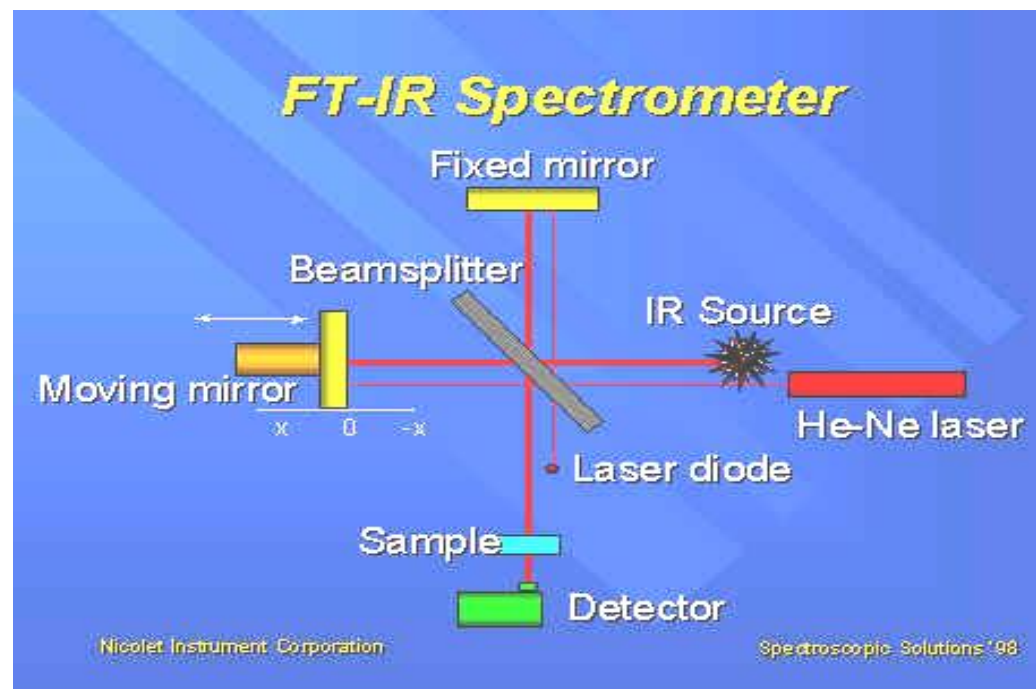 FT-IR Spectrometer
Fixed mirror
Beamsplitter
IR Source
Moving mirror
x 0 -x
He-Ne laser
Laser diode
Sample
Detector
Nicolet Instrument Corporation
Spectroscopic Solutions '98